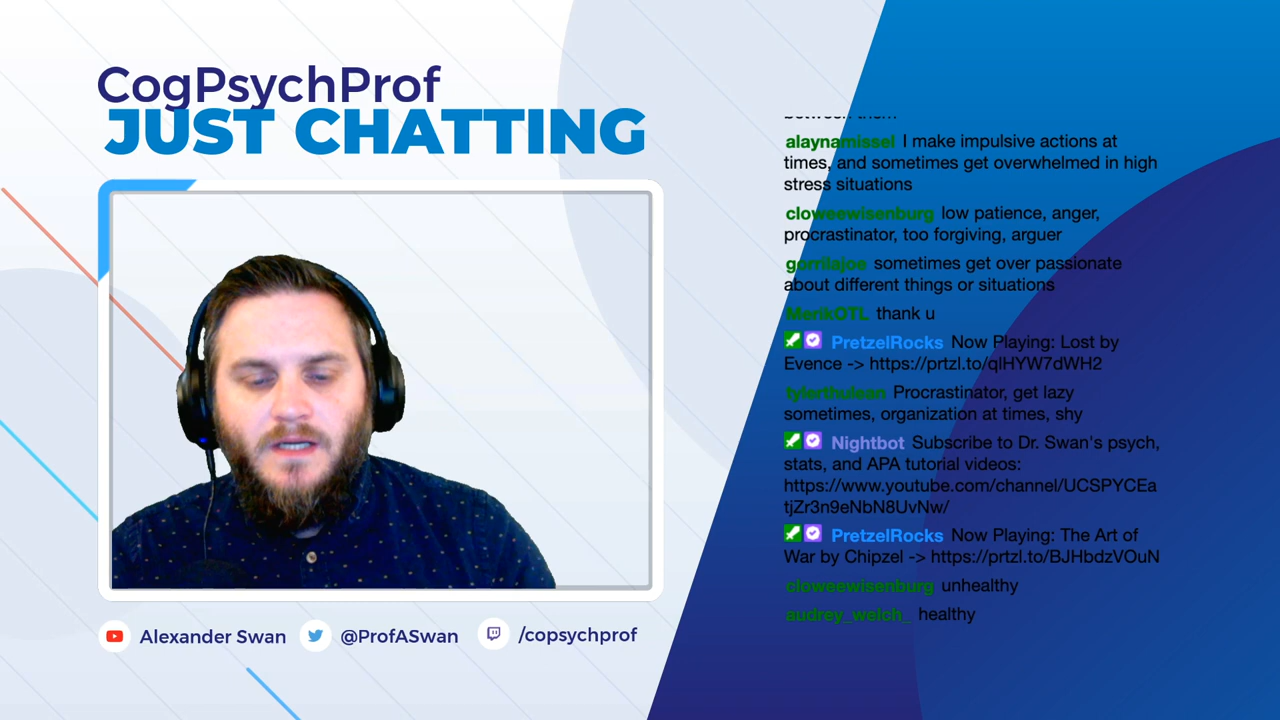 CogPsychProf
JUST CHATTING
Alexander Swan
@ProfASwan
/copsychprof
between them
alaynamissel I make impulsive actions at
times, and sometimes get overwhelmed in high
stress situations
cloweewisenburg low patience, anger,
procrastinator, too forgiving, arguer
gorrilajoe sometimes get over passionate
about different things or situations
MerikOTL thank u
PretzelRocks Now Playing: Lost by
Evence -> https://prtzl.to/qlHYW7dWH2
tylerthulean Procrastinator, get lazy
sometimes, organization at times, shy
Nightbot Subscribe to Dr. Swan's psych,
stats, and APA tutorial videos:
https://www.youtube.com/channel/UCSPYCEa
tjZr3n9eNbN8UvNw/
PretzelRocks Now Playing: The Art of
War by Chipzel -> https://prtzl.to/BJHbdzVOuN
cloweewisenburg unhealthy
audrey_welch_ healthy